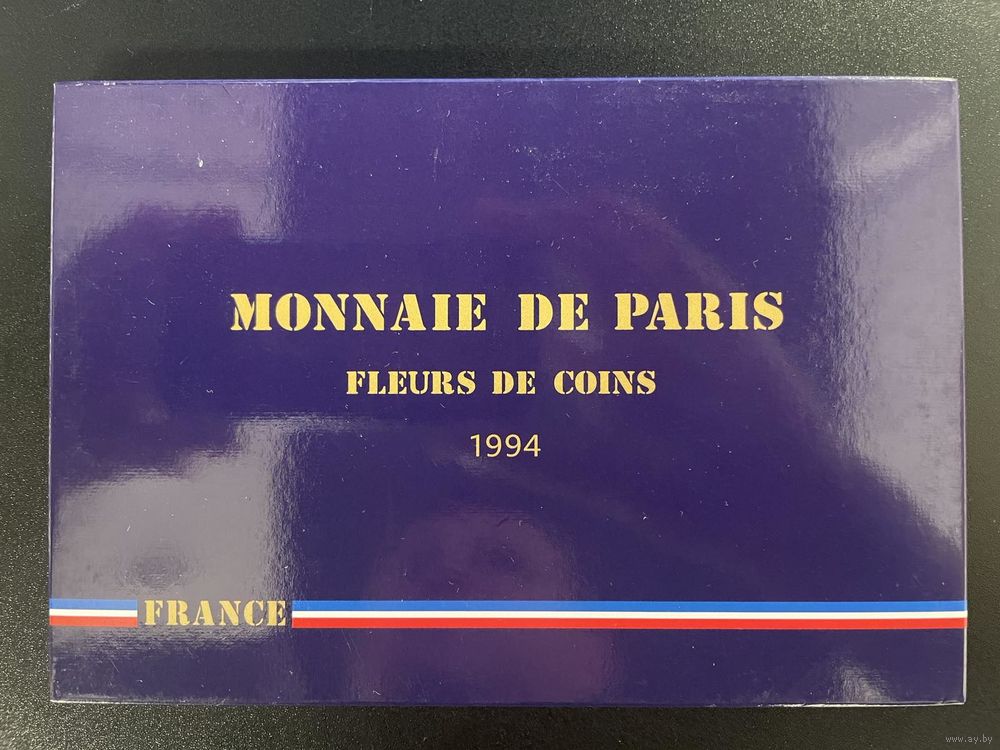 MONNAIE DE PARIS
FLEURS DE COINS
1994
FRANCE
www.ay.by